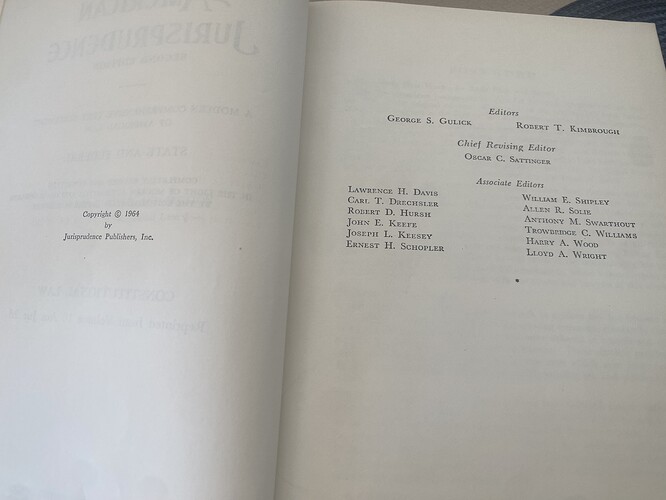 Copyright © 1964
by
Jurisprudence Publishers, Inc.
Editors
George S. Gulick Robert T. Kimbrough
Chief Revising Editor
Oscar C. Sattinger
Associate Editors
Lawrence H. Davis
Carl T. Drechsler
Robert D. Hursh
John E. Keefe
Joseph L. Keesey
Ernest H. Schopler
William E. Shipley
Allen R. Solie
Anthony M. Swarthout
Trowbridge C. Williams
Harry A. Wood
Lloyd A. Wright